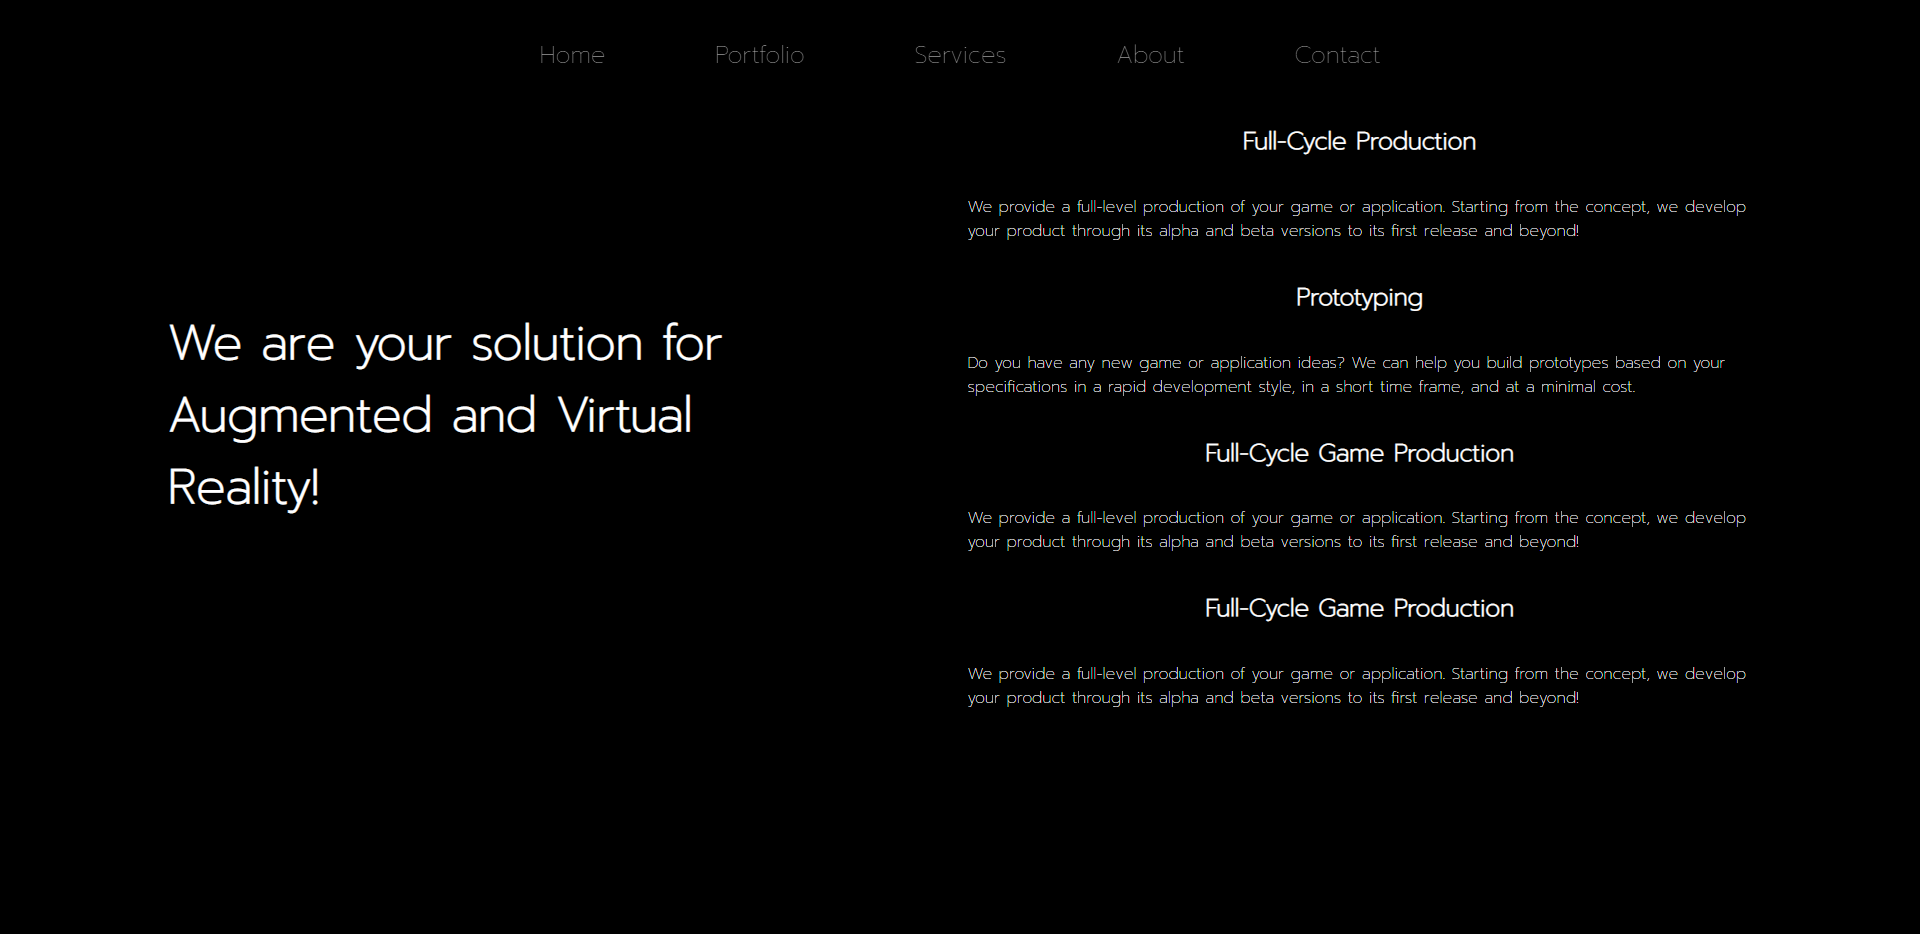 Home Portfolio Services About Contact
We are your solution for
Augmented and Virtual
Reality!
Full-Cycle Production
We provide a full-level production of your game or application. Starting from the concept, we develop
your product through its alpha and beta versions to its first release and beyond!
Prototyping
Do you have any new game or application ideas? We can help you build prototypes based on your
specifications in a rapid development style, in a short time frame, and at a minimal cost.
Full-Cycle Game Production
We provide a full-level production of your game or application. Starting from the concept, we develop
your product through its alpha and beta versions to its first release and beyond!
Full-Cycle Game Production
We provide a full-level production of your game or application. Starting from the concept, we develop
your product through its alpha and beta versions to its first release and beyond!